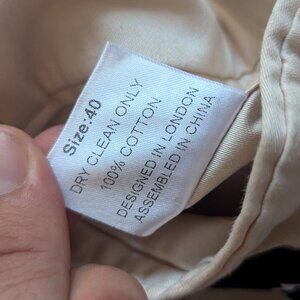 Size:40
DRY CLEAN ONLY
100% COTTON
DESIGNED IN LONDON
ASSEMBLED IN CHINA